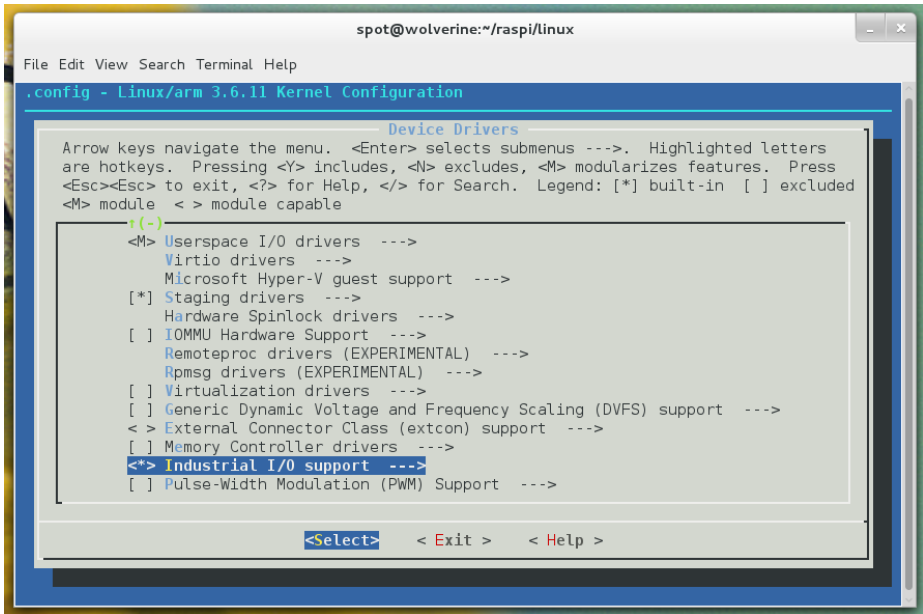 spot@wolverine:~/raspi/linux
_ x
File Edit View Search Terminal Help
.config - Linux/arm 3.6.11 Kernel Configuration
Device Drivers
Arrow keys navigate the menu.  <Enter> selects submenus --->.  Highlighted letters
are hotkeys.  Pressing <Y> includes, <N> excludes, <M> modularizes features.  Press
<Esc><Esc> to exit, <?> for Help, </> for Search.  Legend: [*] built-in  [ ] excluded
<M> module  < > module capable
↑(-)
<M> Userspace I/O drivers  --->
Virtio drivers  --->
Microsoft Hyper-V guest support  --->
[*] Staging drivers  --->
Hardware Spinlock drivers  --->
[ ] IOMMU Hardware Support  --->
Remoteproc drivers (EXPERIMENTAL)  --->
Rpmsg drivers (EXPERIMENTAL)  --->
[ ] Virtualization drivers  --->
[ ] Generic Dynamic Voltage and Frequency Scaling (DVFS) support  --->
< > External Connector Class (extcon) support  --->
[ ] Memory Controller drivers  --->
<*> Industrial I/O support  --->
[ ] Pulse-Width Modulation (PWM) Support  --->
<Select>    < Exit >    < Help >